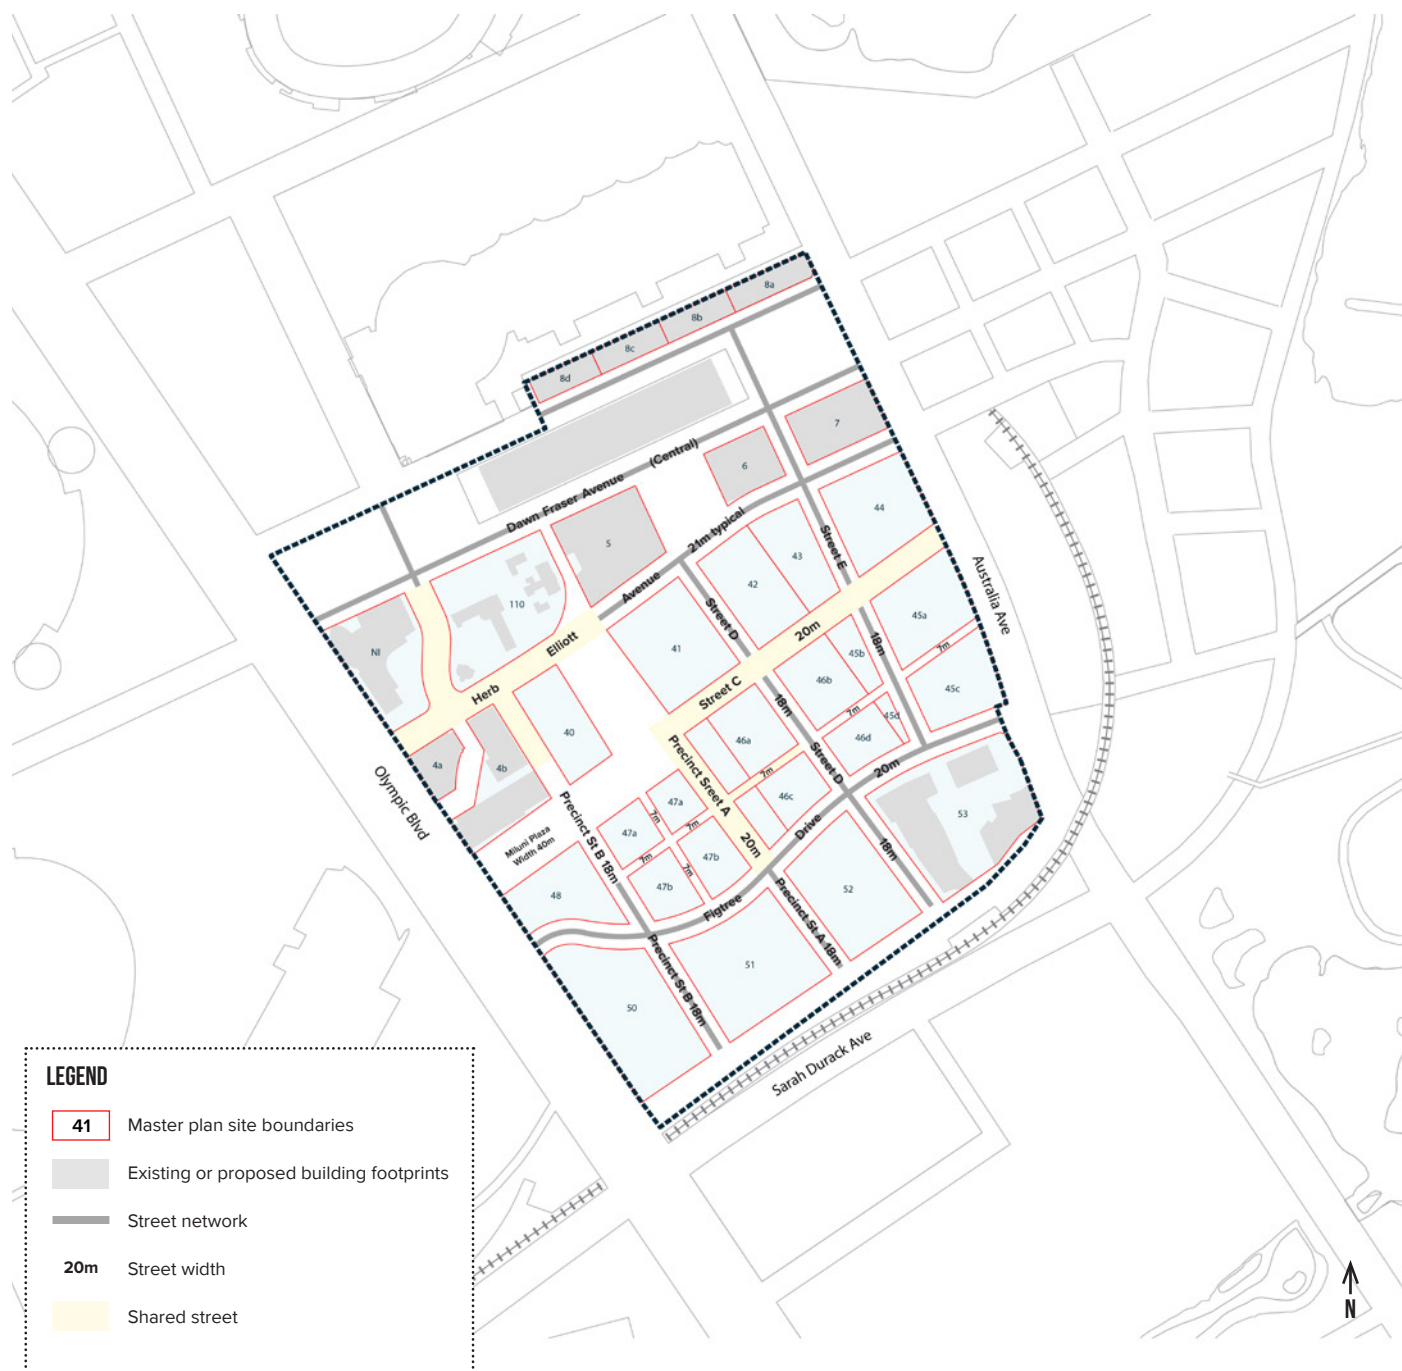 8a
8b
8c
8d
7
(Central)
6
Dawn Fraser Avenue
21m typical
44
5
43
Street E
42
Avenue
Australia Ave
110
Street D
45a
Elliott
20m
18m
NI
41
45b
7m
46b
Herb
Street C
45c
18m
7m
45d
40
46a
46d
Precinct Sreet A
Street D
4a
4b
7m
20m
Olympic Blvd
46c
47a
Precinct St B 18m
7m
7m
47a
Drive
53
Miluni Plaza
Width 40m
20m
18m
7m
47b
7m
47b
52
48
Figtree
Precinct St A 18m
Precinct St B 18m
51
50
Sarah Durack Ave
LEGEND
41 Master plan site boundaries
Existing or proposed building footprints
Street network
20m Street width
Shared street
N